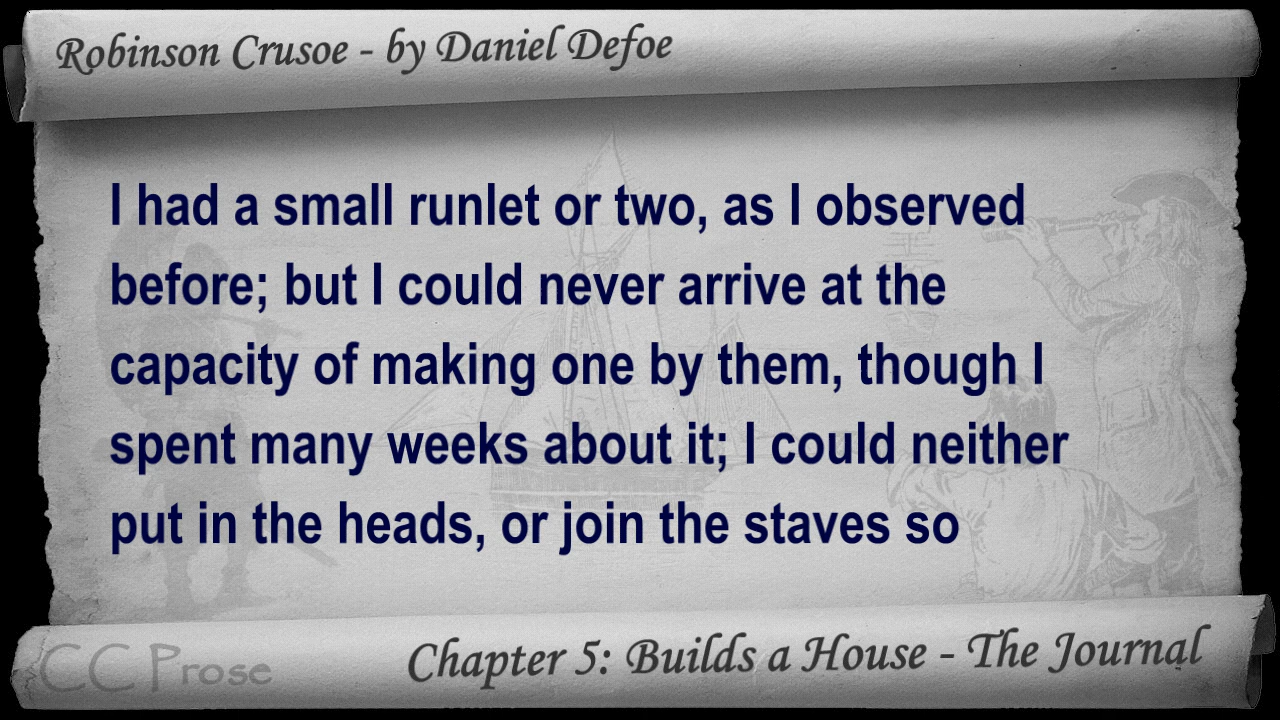 Robinson Crusoe - by Daniel Defoe
I had a small runlet or two, as I observed
before; but I could never arrive at the
capacity of making one by them, though I
spent many weeks about it; I could neither
put in the heads, or join the staves so
CC Prose
Chapter 5: Builds a House - The Journal